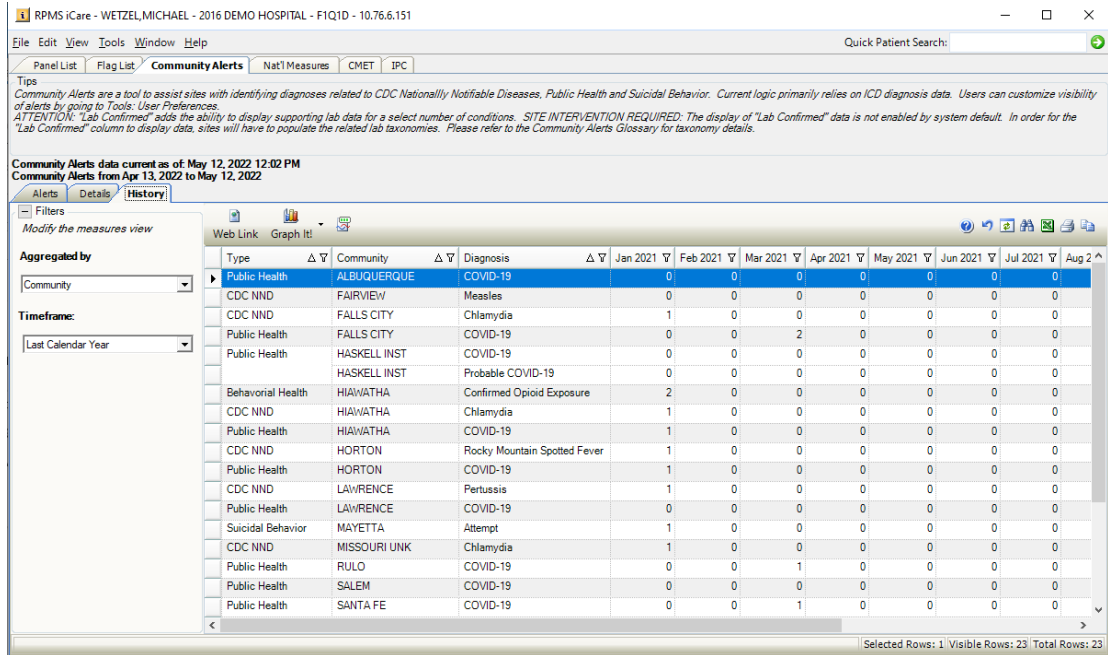 RPMS iCare - WETZEL,MICHAEL - 2016 DEMO HOSPITAL - F1Q1D - 10.76.6.151
File Edit View Tools Window Help Quick Patient Search:
Panel List Flag List Community Alerts Nat'l Measures CMET IPC
Tips
Community Alerts are a tool to assist sites with identifying diagnoses related to CDC Nationallly Notifiable Diseases, Public Health and Suicidal Behavior. Current logic primarily relies on ICD diagnosis data. Users can customize visibility
of alerts by going to Tools: User Preferences.
ATTENTION: "Lab Confirmed" adds the ability to display supporting lab data for a select number of conditions. SITE INTERVENTION REQUIRED: The display of "Lab Confirmed" data is not enabled by system default. In order for the
"Lab Confirmed" column to display data, sites will have to populate the related lab taxonomies. Please refer to the Community Alerts Glossary for taxonomy details.
Community Alerts data current as of: May 12, 2022 12:02 PM
Community Alerts from Apr 13, 2022 to May 12, 2022
Alerts Details History
Filters
Modify the measures view
Aggregated by
Community
Timeframe:
Last Calendar Year
Web Link Graph It!
Type Community Diagnosis Jan 2021 Feb 2021 Mar 2021 Apr 2021 May 2021 Jun 2021 Jul 2021 Aug 2
Public Health ALBUQUERQUE COVID-19 0 0 0 0 0 0 0
CDC NND FAIRVIEW Measles 0 0 0 0 0 0 0
CDC NND FALLS CITY Chlamydia 1 0 0 0 0 0 0
Public Health FALLS CITY COVID-19 0 0 2 0 0 0 0
Public Health HASKELL INST COVID-19 0 0 0 0 0 0 0
HASKELL INST Probable COVID-19 0 0 0 0 0 0 0
Behavorial Health HIAWATHA Confirmed Opioid Exposure 2 0 0 0 0 0 0
CDC NND HIAWATHA Chlamydia 1 0 0 0 0 0 0
Public Health HIAWATHA COVID-19 1 0 0 0 0 0 0
CDC NND HORTON Rocky Mountain Spotted Fever 1 0 0 0 0 0 0
Public Health HORTON COVID-19 1 0 0 0 0 0 0
CDC NND LAWRENCE Pertussis 1 0 0 0 0 0 0
Public Health LAWRENCE COVID-19 0 0 0 0 0 0 0
Suicidal Behavior MAYETTA Attempt 1 0 0 0 0 0 0
CDC NND MISSOURI UNK Chlamydia 1 0 0 0 0 0 0
Public Health RULO COVID-19 0 0 1 0 0 0 0
Public Health SALEM COVID-19 0 0 0 0 0 0 0
Public Health SANTA FE COVID-19 0 0 1 0 0 0 0
Selected Rows: 1 Visible Rows: 23 Total Rows: 23